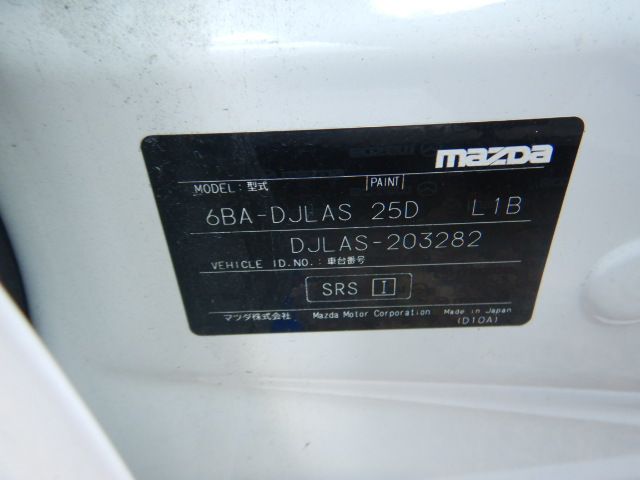 mazda
MODEL: 型式 PAINT
6BA-DJLAS 25D L1B
DJLAS-203282
VEHICLE ID.NO.: 車台番号
SRS I
マツダ株式会社 Mazda Motor Corporation Made in Japan
(D10A)